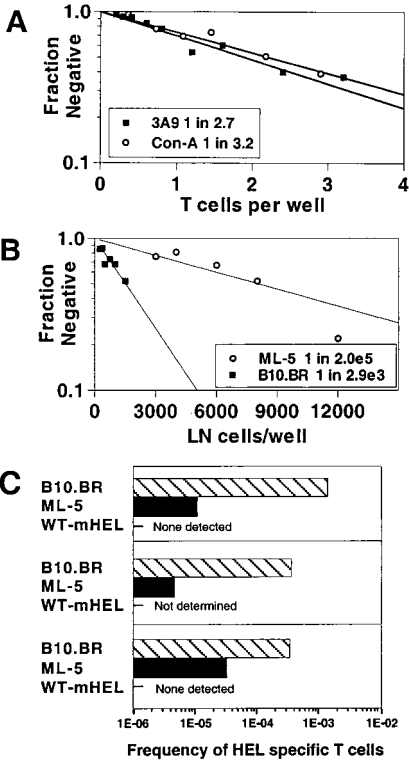 A
Fraction
Negative
1.0
0.1
3A9 1 in 2.7
Con-A 1 in 3.2
0 1 2 3 4
T cells per well
B
Fraction
Negative
1.0
0.1
ML-5 1 in 2.0e5
B10.BR 1 in 2.9e3
0 3000 6000 9000 12000
LN cells/well
C
B10.BR
ML-5
WT-mHEL None detected
B10.BR
ML-5
WT-mHEL Not determined
B10.BR
ML-5
WT-mHEL None detected
1E-06 1E-05 1E-04 1E-03 1E-02
Frequency of HEL specific T cells